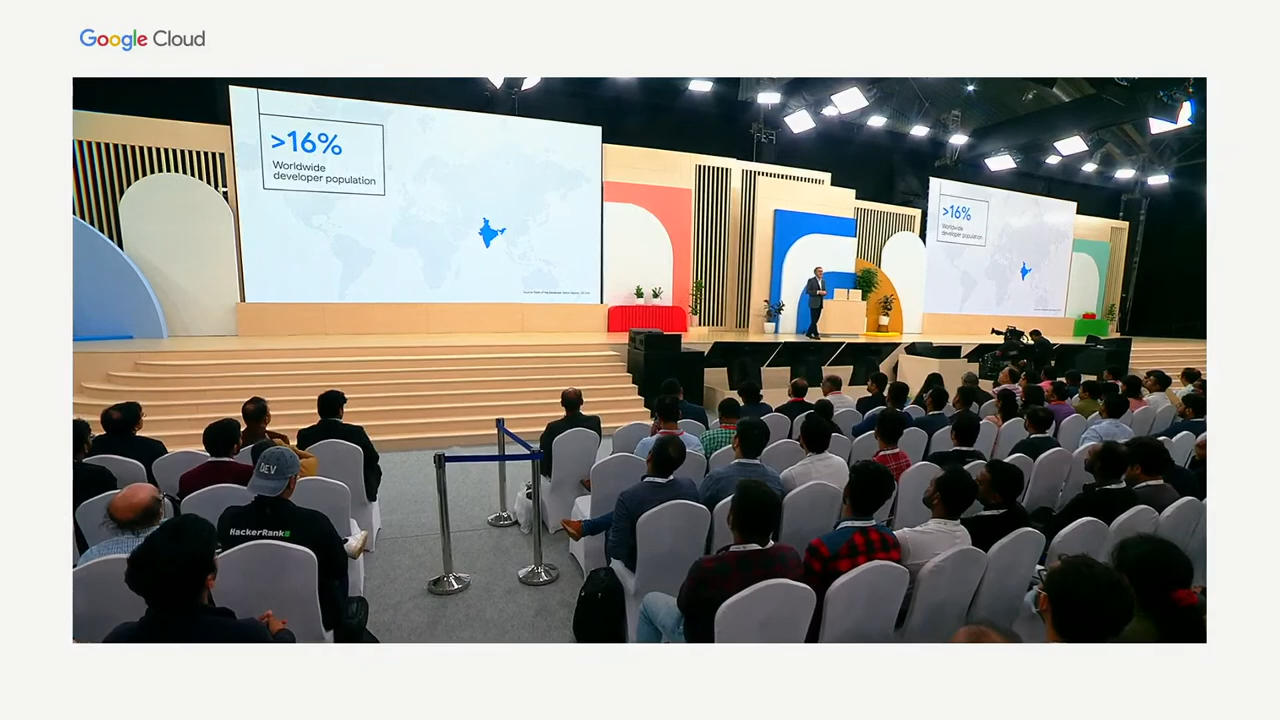 Google Cloud
>16%
Worldwide
developer population
>16%
Worldwide
developer population
DEV
HackerRank